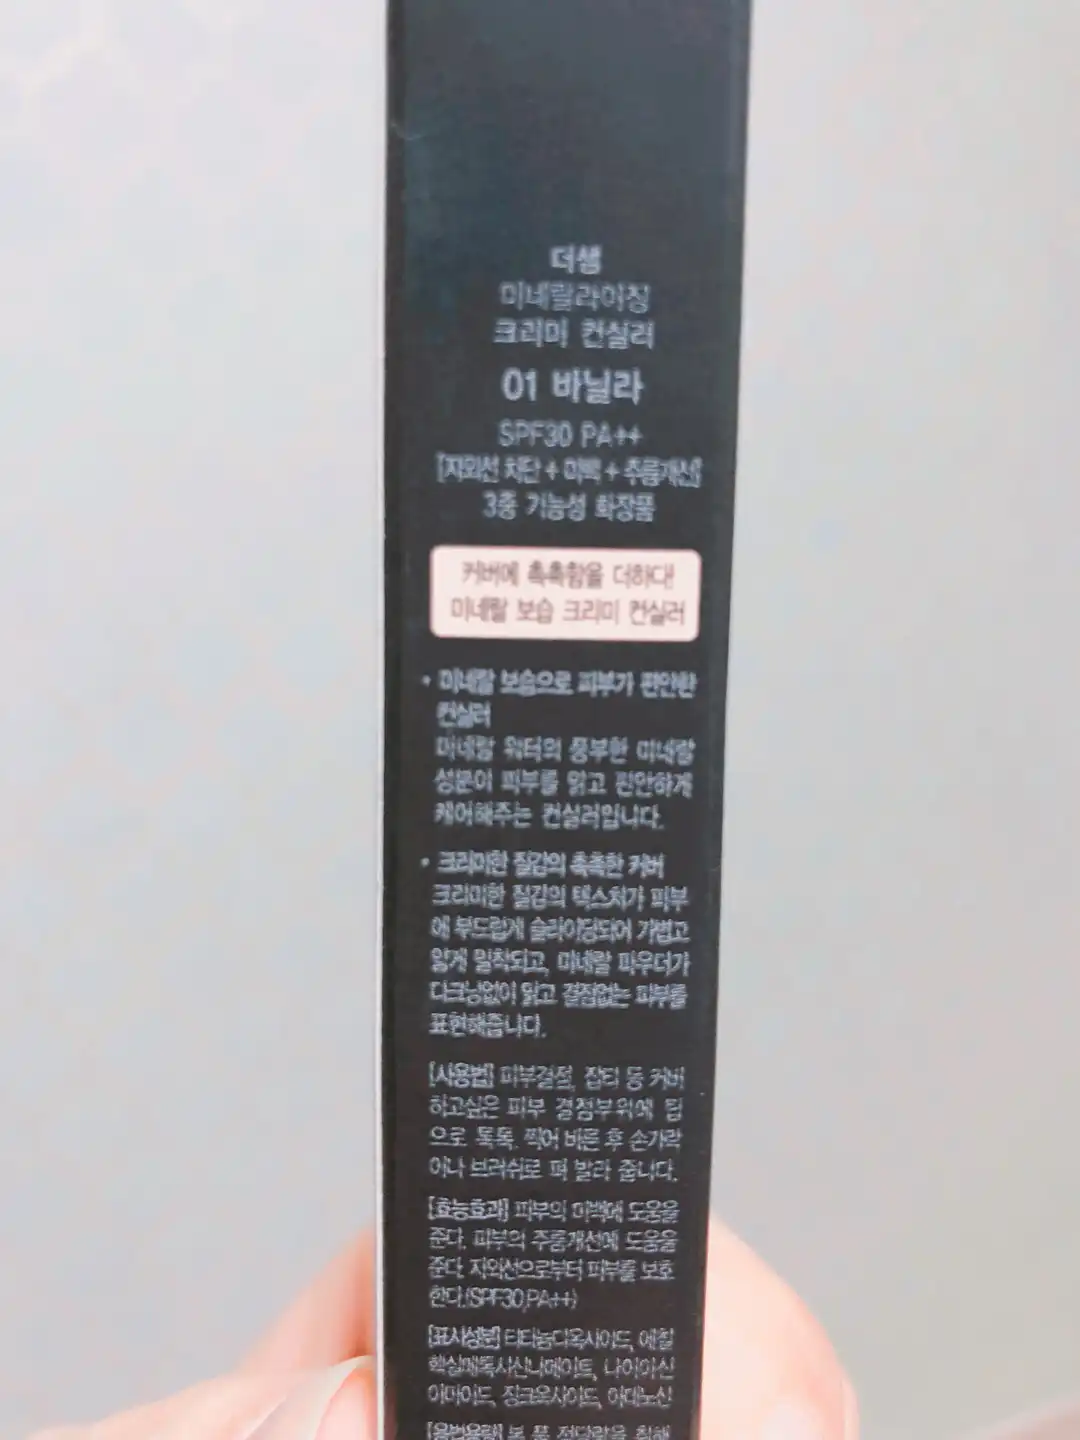 더샘
미네랄라이징
크리미 컨실러
01 바닐라
SPF30 PA++
[자외선 차단 + 미백 + 주름개선]
3중 기능성 화장품
커버에 촉촉함을 더하다!
미네랄 보습 크리미 컨실러
• 미네랄 보습으로 피부가 편안한
컨실러
미네랄 워터의 풍부한 미네랄
성분이 피부를 맑고 편안하게
케어해주는 컨실러입니다.
• 크리미한 질감의 촉촉한 커버
크리미한 질감의 텍스처가 피부
에 부드럽게 슬라이딩되어 가볍고
얇게 밀착되고, 미네랄 파우더가
다크닝없이 맑고 결점없는 피부를
표현해줍니다.
[사용법] 피부결점, 잡티 등 커버
하고싶은 피부 결점부위에 팁
으로 톡톡 찍어 바른 후 손가락
이나 브러쉬로 펴 발라 줍니다.
[효능효과] 피부의 미백에 도움을
준다. 피부의 주름개선에 도움을
준다. 자외선으로부터 피부를 보호
한다.(SPF30,PA++)
[표시성분] 티타늄디옥사이드, 에칠
헥실메톡시신나메이트, 나이아신
아마이드, 징크옥사이드, 아데노신
[용법용량] 본 품 적당량을 취해